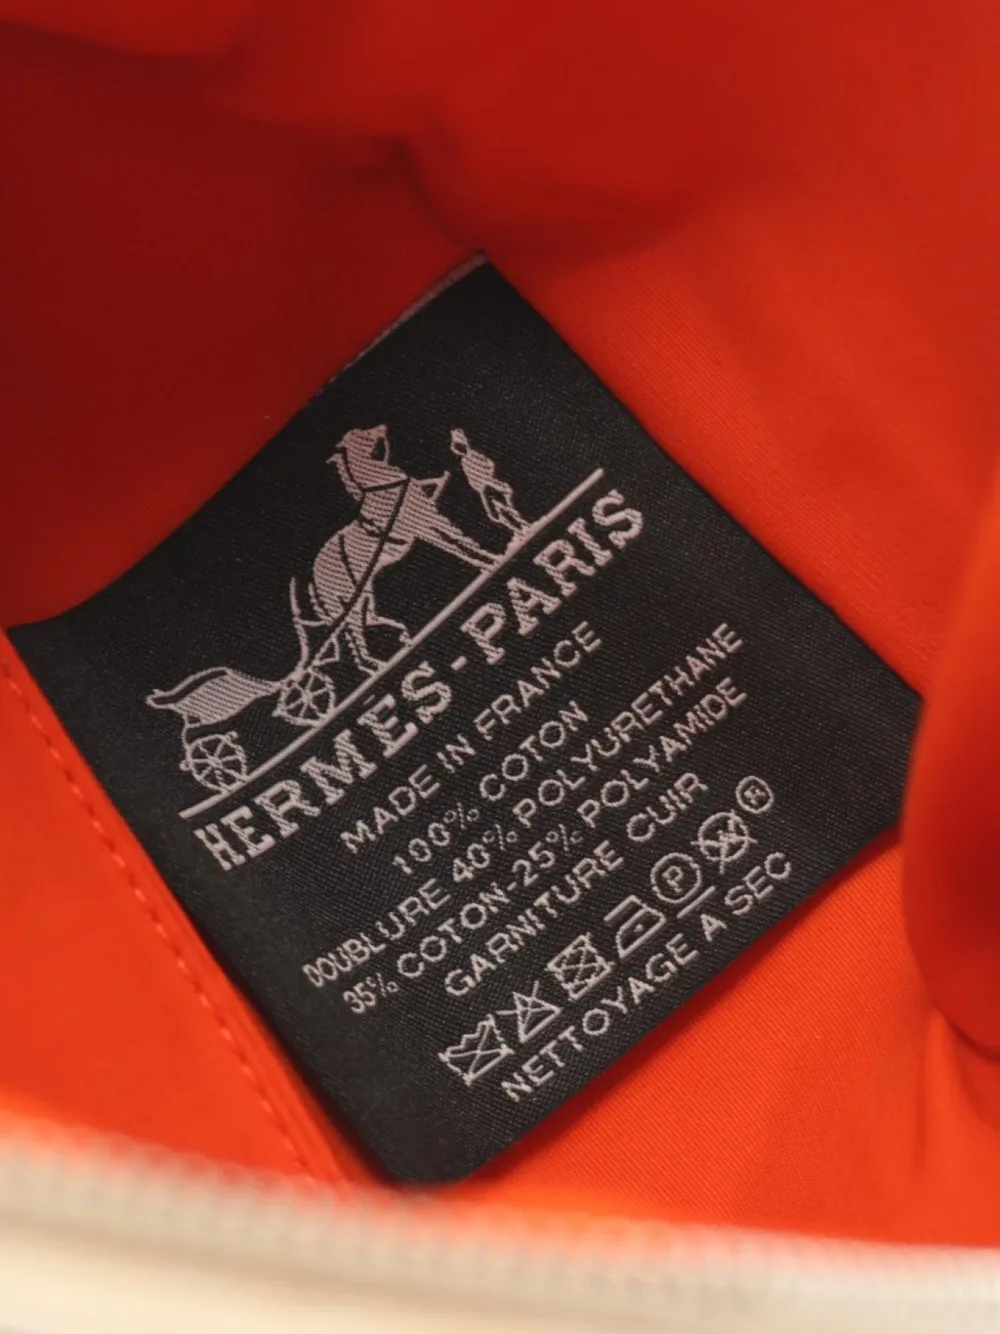 HERMÈS-PARIS
MADE IN FRANCE
100% COTON
DOUBLURE 40% POLYURETHANE
35% COTON-25% POLYAMIDE
GARNITURE CUIR
P
NETTOYAGE A SEC